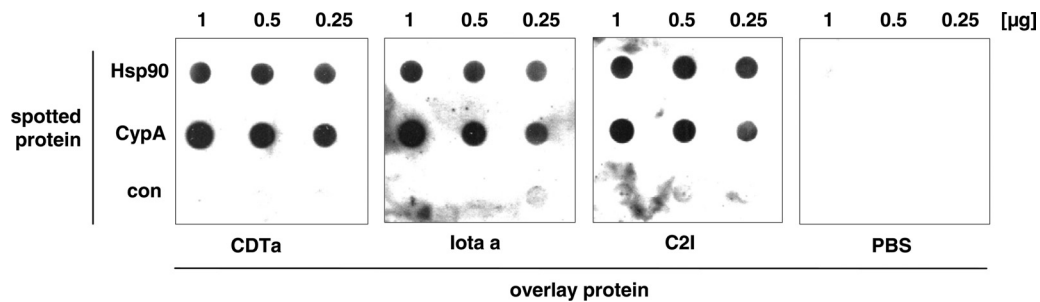 1 0.5 0.25 1 0.5 0.25 1 0.5 0.25 1 0.5 0.25 [µg]
Hsp90
spotted
protein
CypA
con
CDTa Iota a C2I PBS
overlay protein